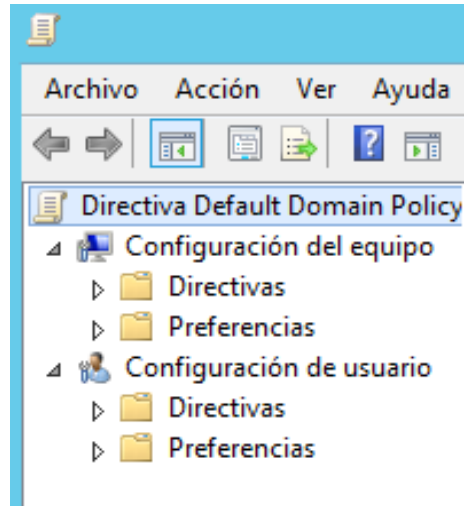 Archivo Acción Ver Ayuda
Directiva Default Domain Policy
Configuración del equipo
Directivas
Preferencias
Configuración de usuario
Directivas
Preferencias